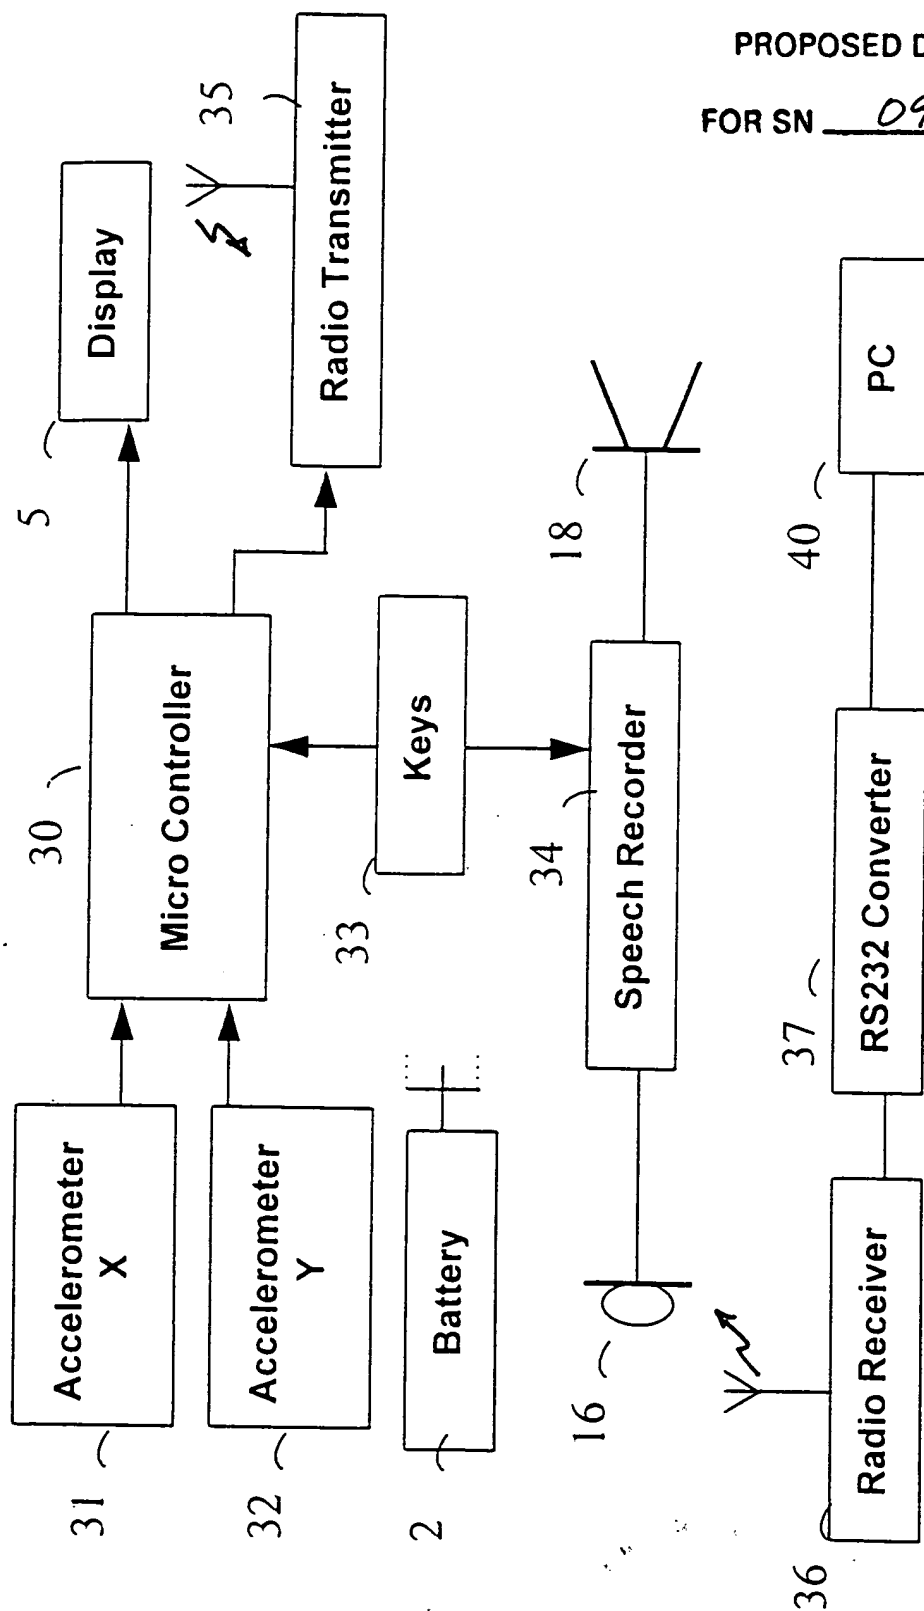 PROPOSED D
FOR SN 09
5
Display
35
Radio Transmitter
30
Micro Controller
31
Accelerometer
X
32
Accelerometer
Y
33
Keys
2
Battery
34
Speech Recorder
16
18
36
Radio Receiver
37
RS232 Converter
40
PC